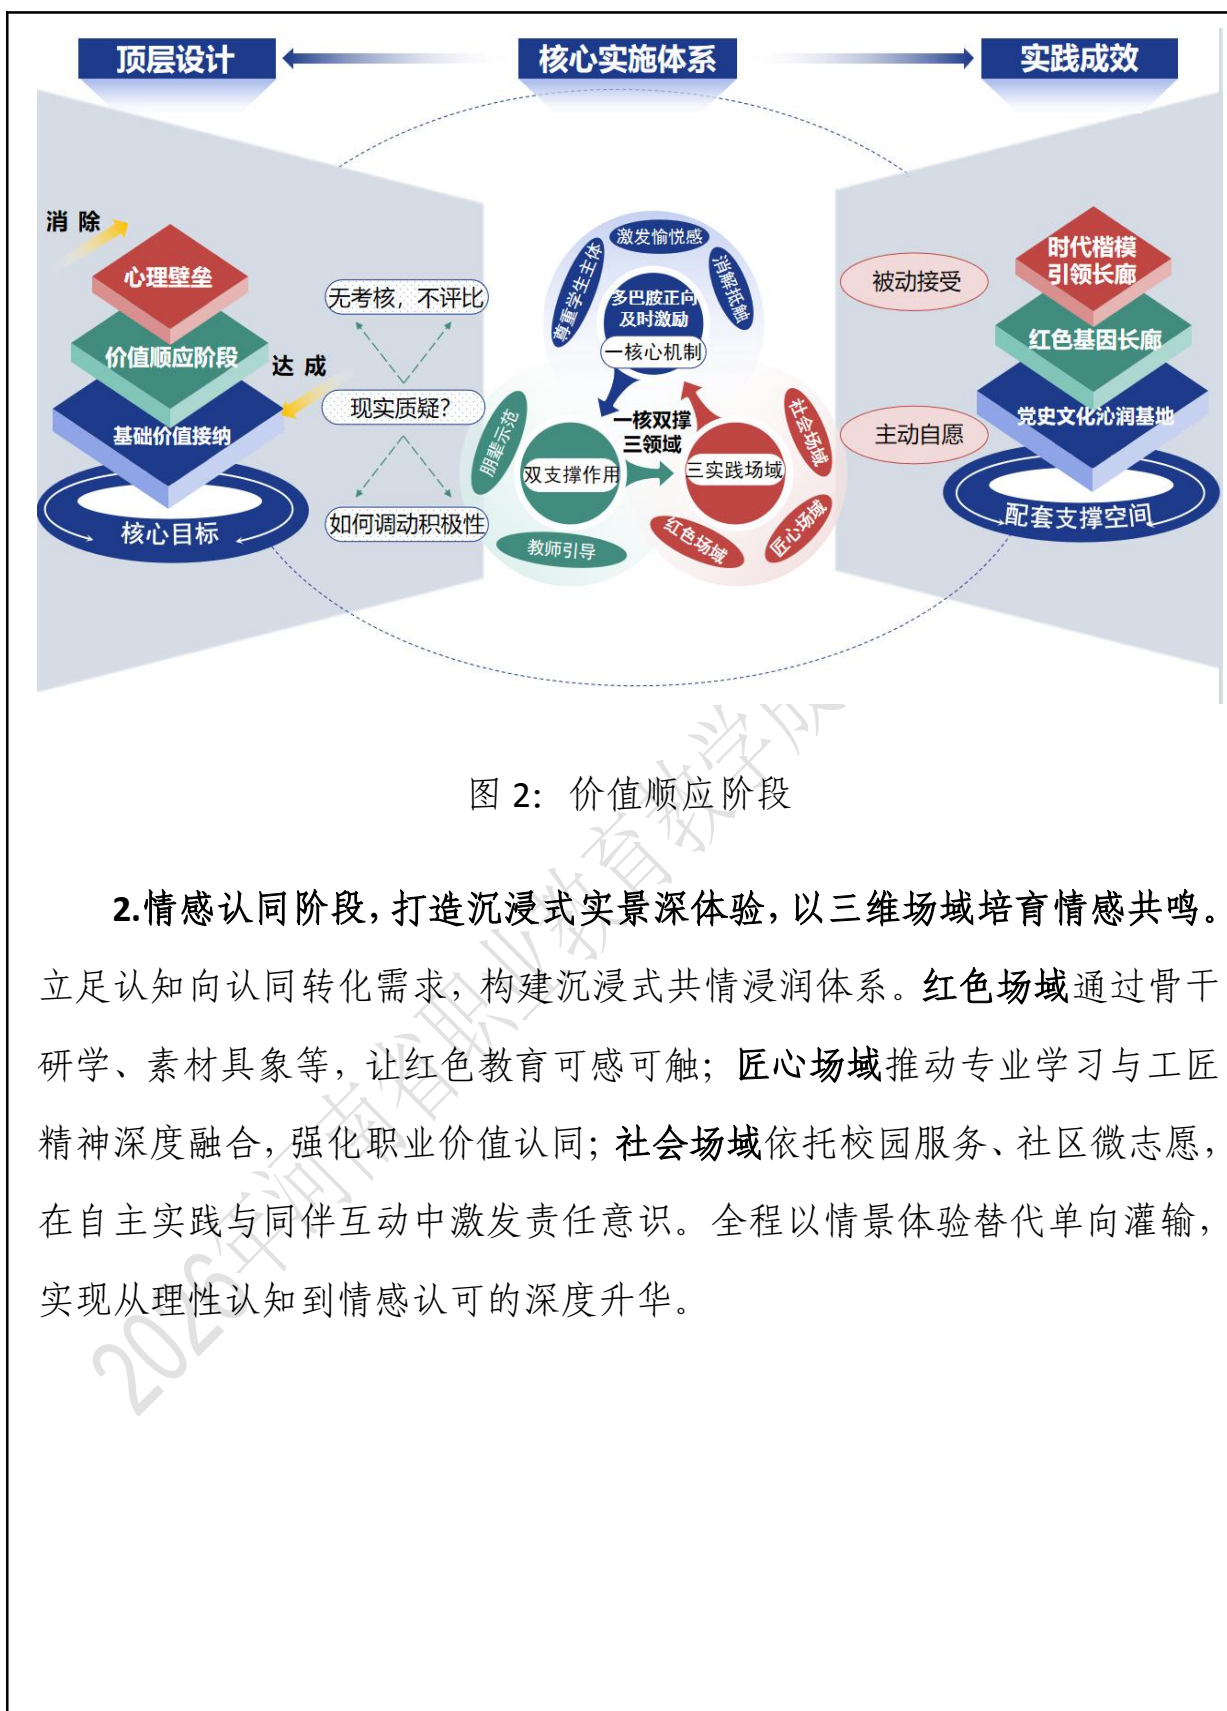 顶层设计
核心实施体系
实践成效
消 除
心理壁垒
价值顺应阶段
达 成
基础价值接纳
核心目标
无考核，不评比
现实质疑？
如何调动积极性
激发愉悦感
尊重学生主体
消解抵触
多巴胺正向
及时激励
一核心机制
一核双撑
三领域
朋辈示范
双支撑作用
教师引导
三实践场域
社会场域
匠心场域
红色场域
被动接受
主动自愿
时代楷模
引领长廊
红色基因长廊
党史文化沁润基地
配套支撑空间
图 2：价值顺应阶段
2.情感认同阶段，打造沉浸式实景深体验，以三维场域培育情感共鸣。
立足认知向认同转化需求，构建沉浸式共情浸润体系。红色场域通过骨干
研学、素材具象等，让红色教育可感可触；匠心场域推动专业学习与工匠
精神深度融合，强化职业价值认同；社会场域依托校园服务、社区微志愿，
在自主实践与同伴互动中激发责任意识。全程以情景体验替代单向灌输，
实现从理性认知到情感认可的深度升华。
2026年河南省职业教育教学成